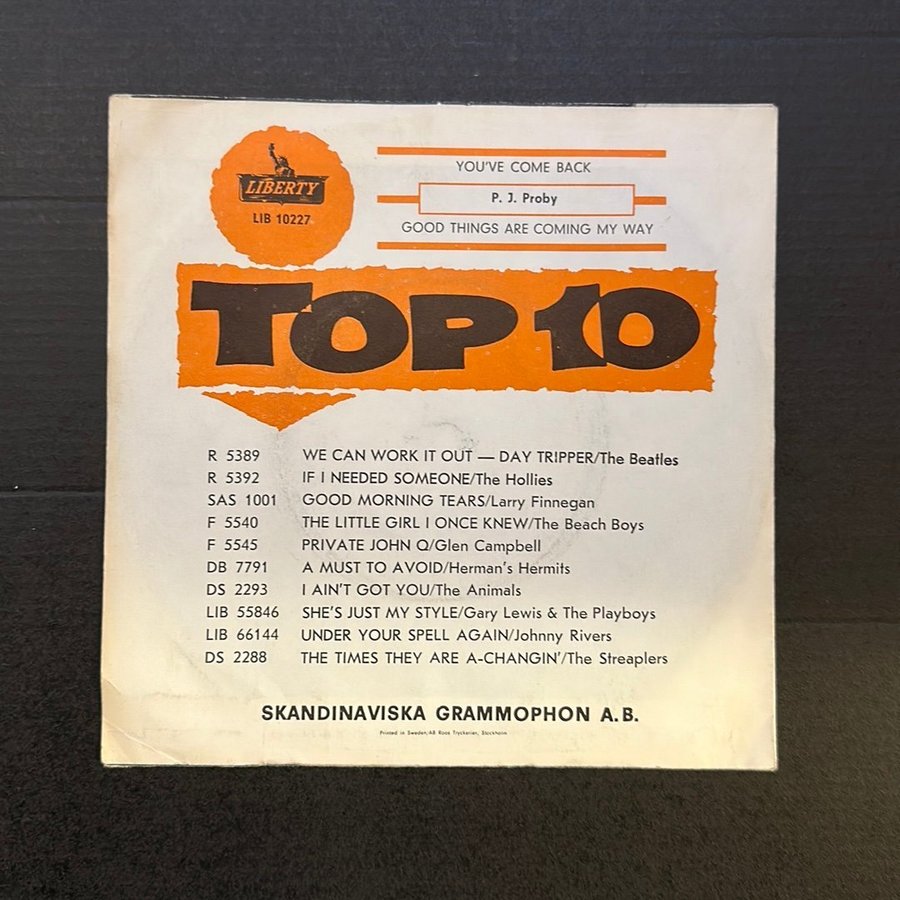 LIBERTY
LIB 10227
YOU'VE COME BACK
P. J. Proby
GOOD THINGS ARE COMING MY WAY
TOP 10
R 5389 WE CAN WORK IT OUT — DAY TRIPPER/The Beatles
R 5392 IF I NEEDED SOMEONE/The Hollies
SAS 1001 GOOD MORNING TEARS/Larry Finnegan
F 5540 THE LITTLE GIRL I ONCE KNEW/The Beach Boys
F 5545 PRIVATE JOHN Q/Glen Campbell
DB 7791 A MUST TO AVOID/Herman's Hermits
DS 2293 I AIN'T GOT YOU/The Animals
LIB 55846 SHE'S JUST MY STYLE/Gary Lewis & The Playboys
LIB 66144 UNDER YOUR SPELL AGAIN/Johnny Rivers
DS 2288 THE TIMES THEY ARE A-CHANGIN'/The Streaplers
SKANDINAVISKA GRAMMOPHON A.B.
Printed in Sweden, AB Roos Tryckerier, Stockholm